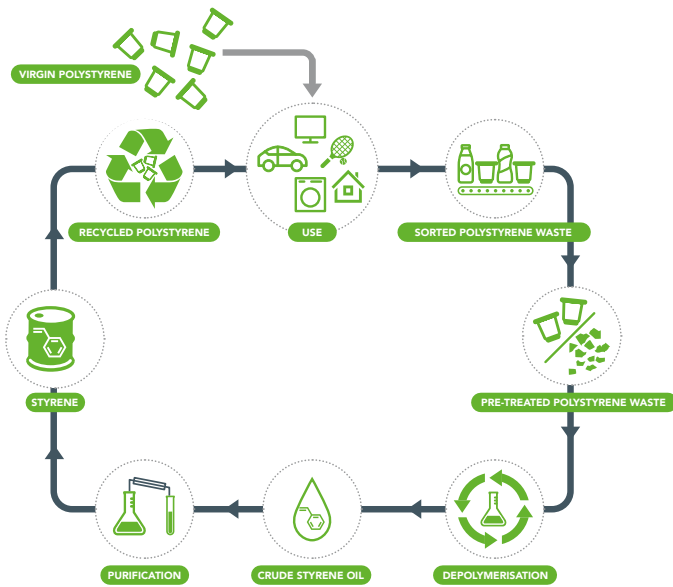 VIRGIN POLYSTYRENE
RECYCLED POLYSTYRENE
USE
SORTED POLYSTYRENE WASTE
STYRENE
PRE-TREATED POLYSTYRENE WASTE
PURIFICATION
CRUDE STYRENE OIL
DEPOLYMERISATION